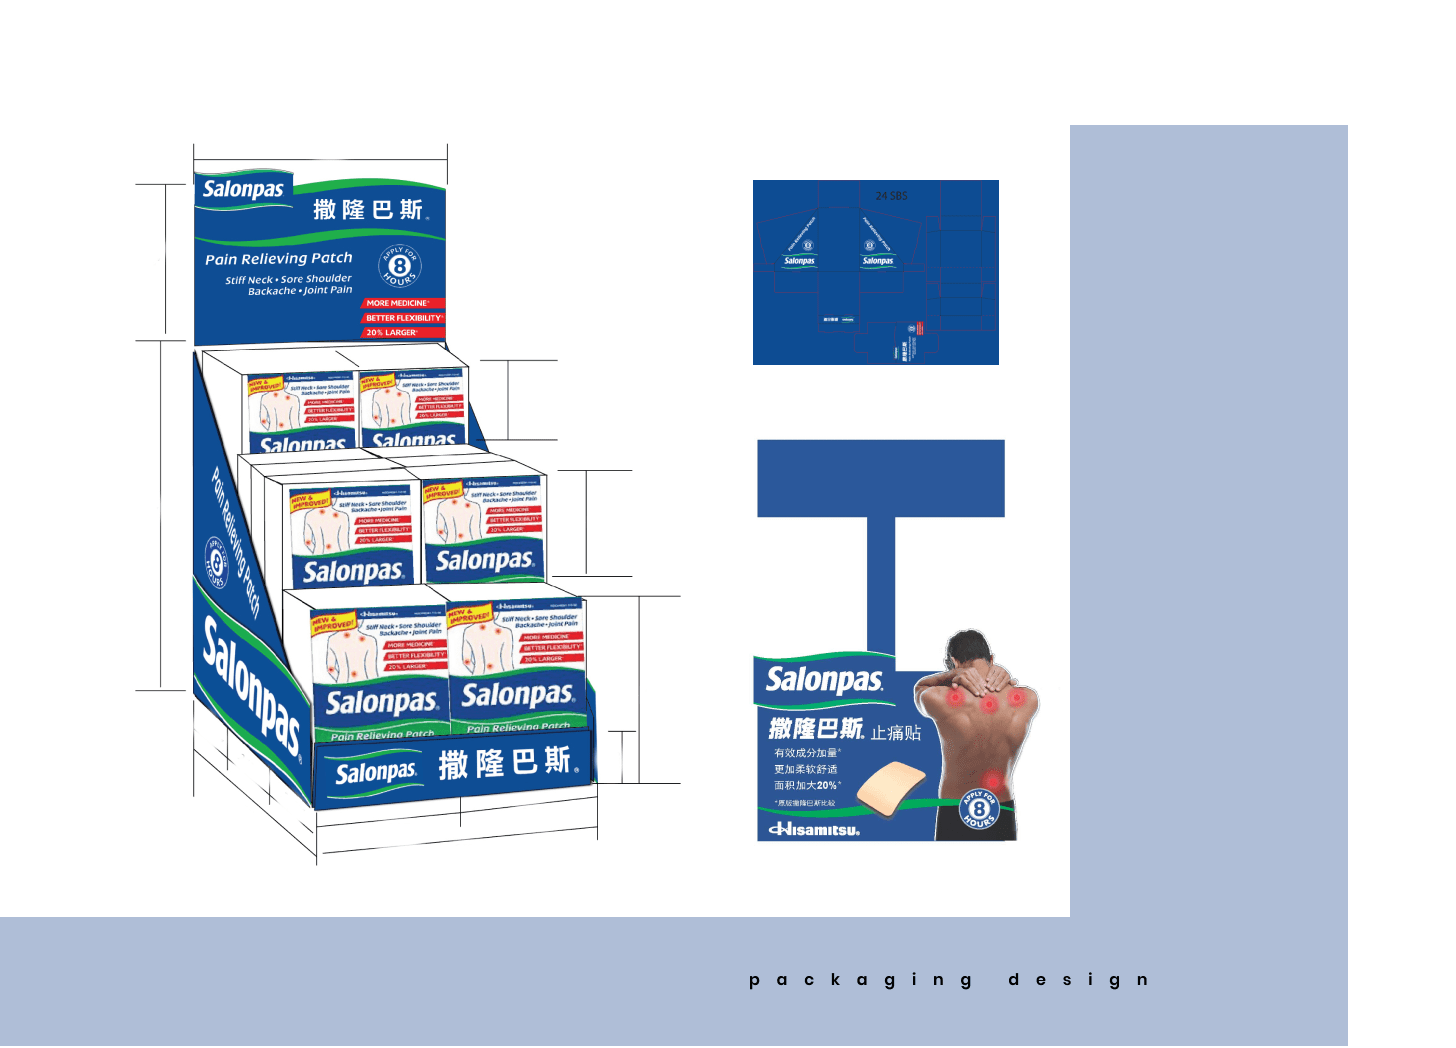 Salonpas
撒隆巴斯®
Pain Relieving Patch
Stiff Neck • Sore Shoulder
Backache • Joint Pain
APPLY FOR
8
HOURS
MORE MEDICINE*
BETTER FLEXIBILITY*
20% LARGER*
NEW &
IMPROVED!
Stiff Neck • Sore Shoulder
Backache • Joint Pain
MORE MEDICINE*
BETTER FLEXIBILITY*
20% LARGER*
Salonpas
NEW &
IMPROVED!
Stiff Neck • Sore Shoulder
Backache • Joint Pain
MORE MEDICINE*
BETTER FLEXIBILITY*
20% LARGER*
Salonpas
NEW &
IMPROVED!
Hisamitsu®
Stiff Neck • Sore Shoulder
Backache • Joint Pain
MORE MEDICINE*
BETTER FLEXIBILITY*
20% LARGER*
Salonpas®
NEW &
IMPROVED!
Hisamitsu®
Stiff Neck • Sore Shoulder
Backache • Joint Pain
MORE MEDICINE*
BETTER FLEXIBILITY*
20% LARGER*
Salonpas®
NEW &
IMPROVED!
Hisamitsu®
Stiff Neck • Sore Shoulder
Backache • Joint Pain
MORE MEDICINE*
BETTER FLEXIBILITY*
20% LARGER*
Salonpas®
Pain Relieving Patch
NEW &
IMPROVED!
Hisamitsu®
Stiff Neck • Sore Shoulder
Backache • Joint Pain
MORE MEDICINE*
BETTER FLEXIBILITY*
20% LARGER*
Salonpas®
Pain Relieving Patch
Pain Relieving Patch
APPLY FOR
8
HOURS
Salonpas®
Salonpas®
撒隆巴斯®
24 SBS
Pain Relieving Patch
8
Salonpas
Pain Relieving Patch
8
Salonpas
撒隆巴斯
Salonpas®
撒隆巴斯® 止痛贴
有效成分加量*
更加柔软舒适
面积加大20%*
*原版撒隆巴斯比较
APPLY FOR
8
HOURS
Hisamitsu®
packaging design